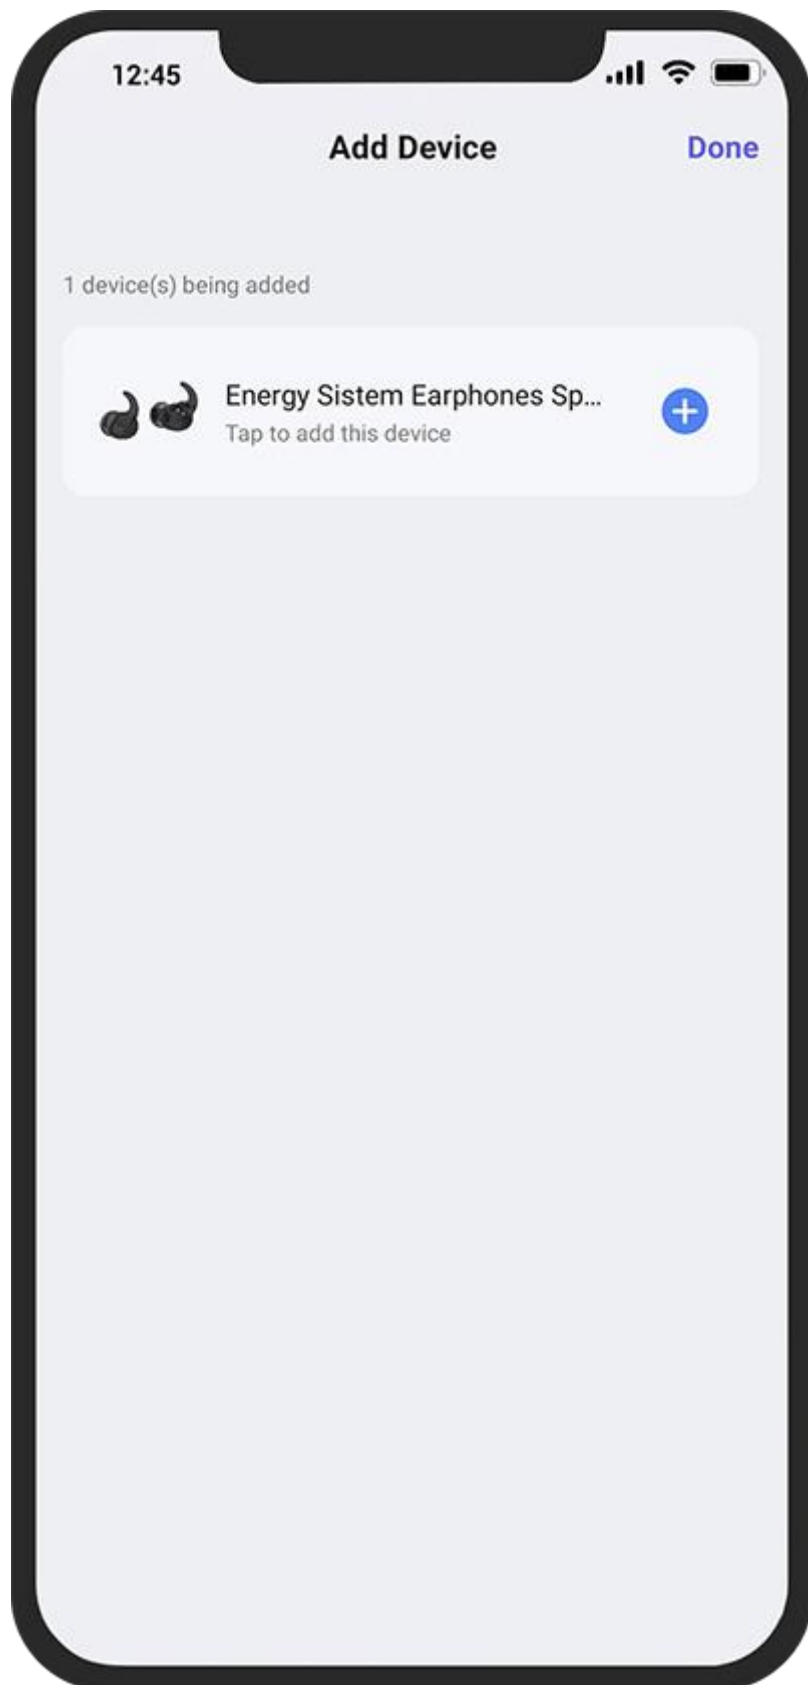 12:45
Add Device
Done
1 device(s) being added
Energy Sistem Earphones Sp...
Tap to add this device